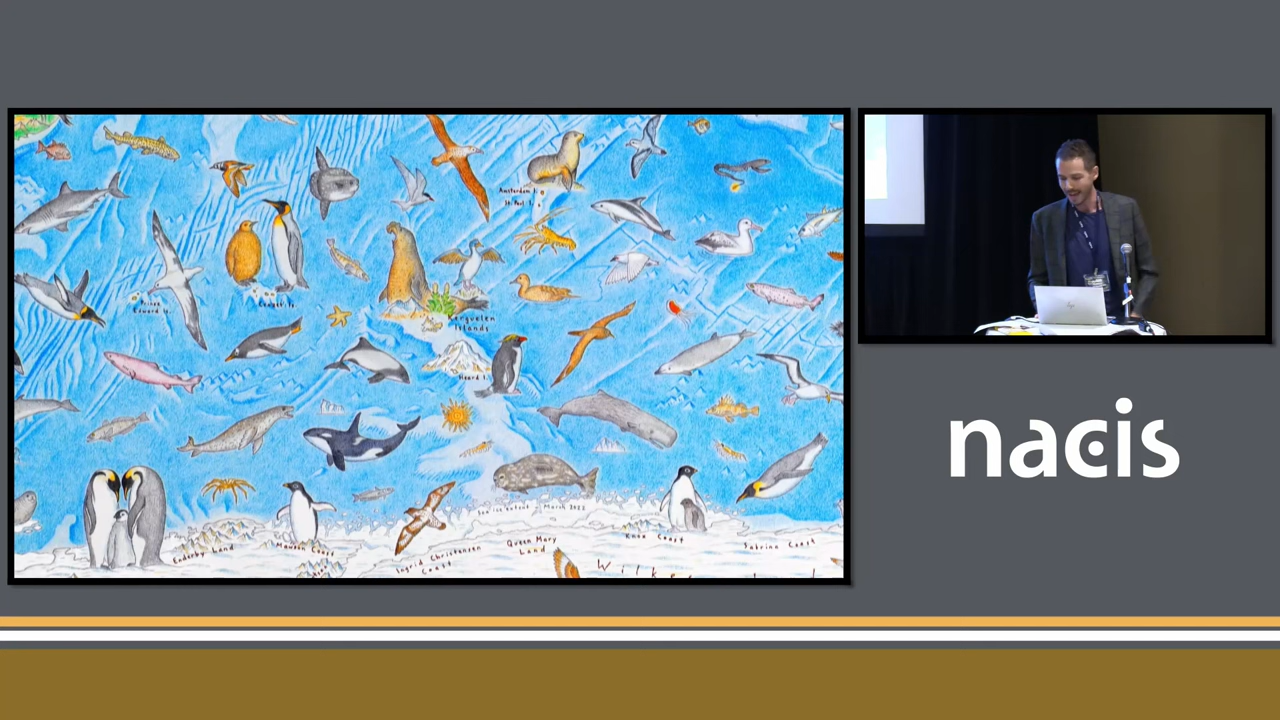 Amsterdam I.
St. Paul I.
Prince
Edward Is.
Crozet Is.
Kerguelen
Islands
Heard I.
Sea ice extent - March 2022
Enderby Land
Mawson Coast
Ingrid Christensen
Coast
Queen Mary
Land
Knox Coast
Sabrina Coast
Wilkes
nacis